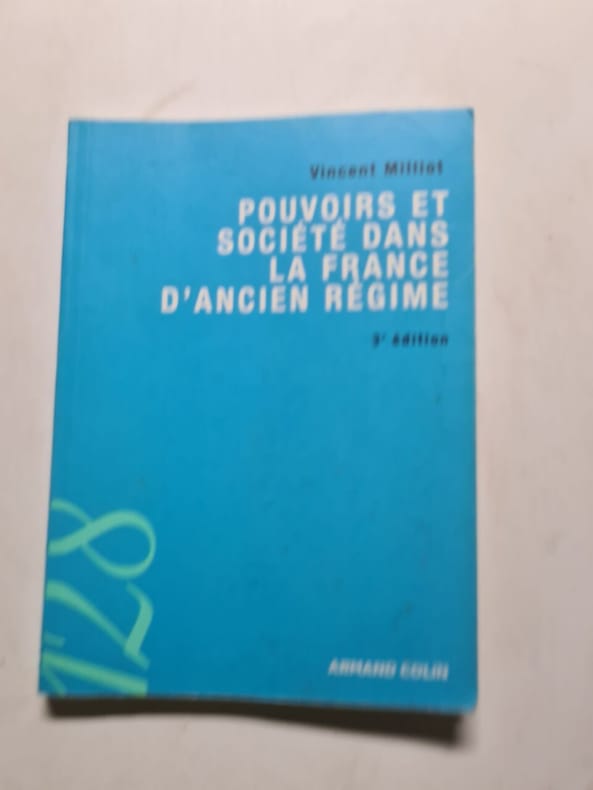 Vincent Milliot
POUVOIRS ET
SOCIÉTÉ DANS
LA FRANCE
D'ANCIEN RÉGIME
3e édition
128
ARMAND COLIN